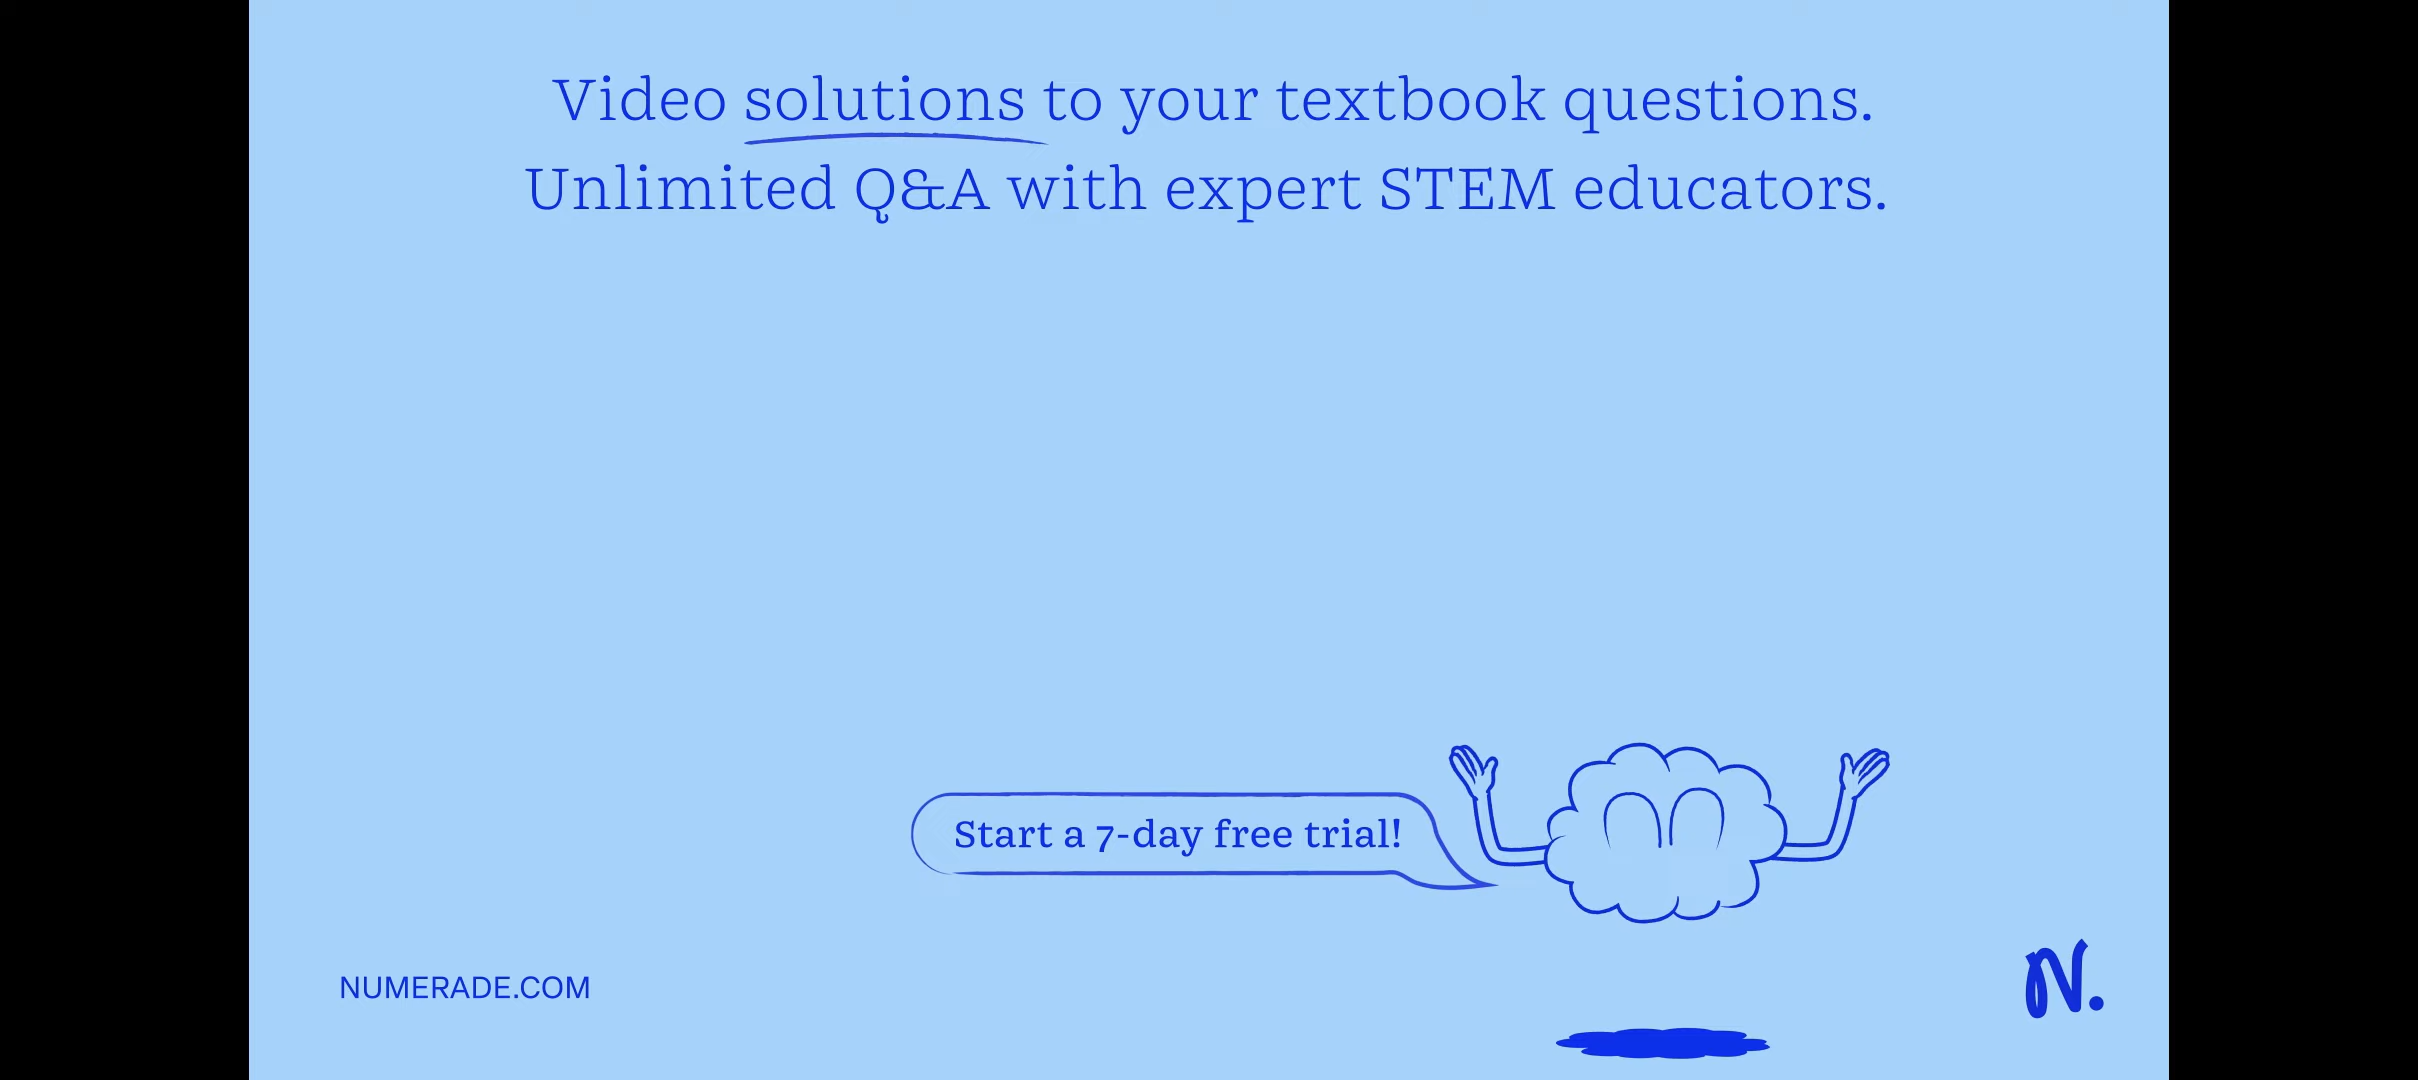 Video solutions to your textbook questions.
Unlimited Q&A with expert STEM educators.
Start a 7-day free trial!
NUMERADE.COM
N.